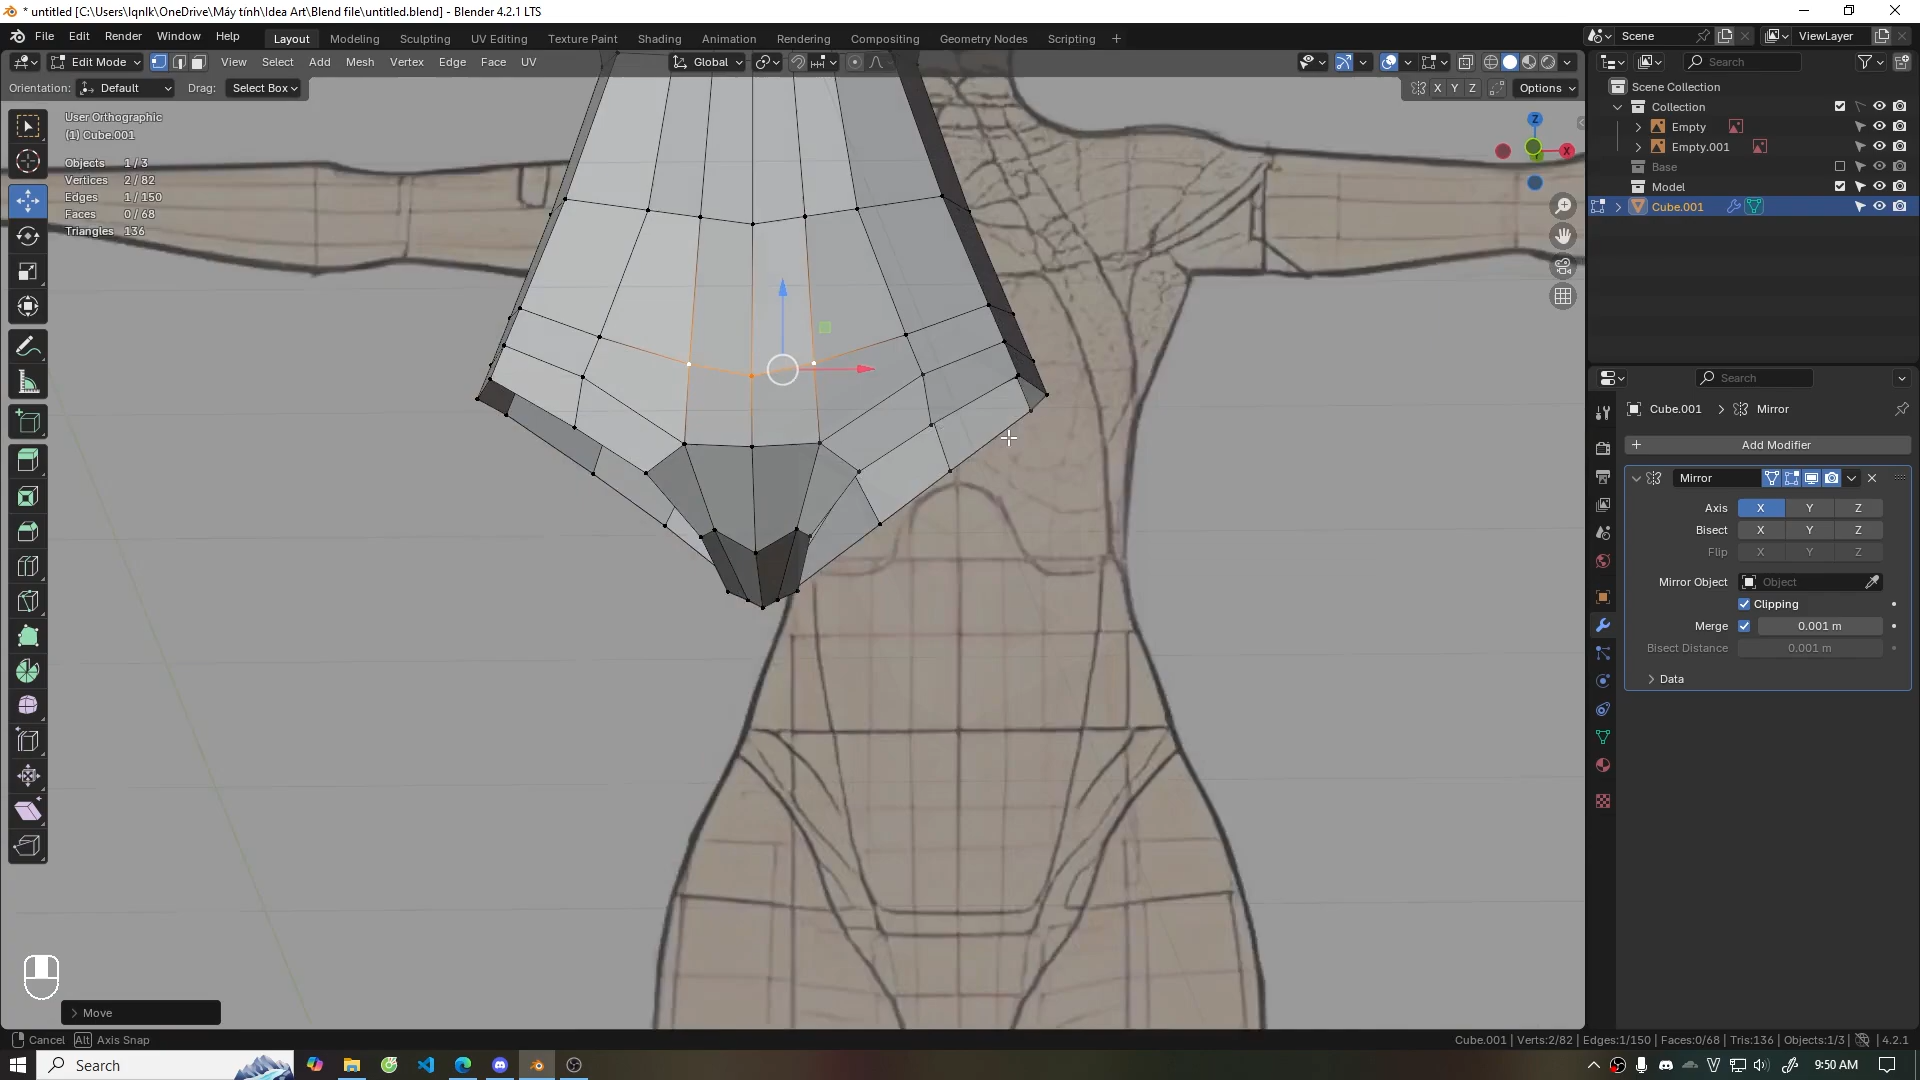 * untitled [C:\Users\lqnlk\OneDrive\Máy tính\Idea Art\Blend file\untitled.blend] - Blender 4.2.1 LTS
File Edit Render Window Help Layout Modeling Sculpting UV Editing Texture Paint Shading Animation Rendering Compositing Geometry Nodes Scripting + Scene ViewLayer
Edit Mode View Select Add Mesh Vertex Edge Face UV Global Search
Orientation: Default Drag: Select Box X Y Z Options
Scene Collection
Collection
Empty
Empty.001
Base
Model
Cube.001
User Orthographic
(1) Cube.001
Objects 1 / 3
Vertices 2 / 82
Edges 1 / 150
Faces 0 / 68
Triangles 136
Z
X
Search
Cube.001 Mirror
Add Modifier
Mirror
Axis X Y Z
Bisect X Y Z
Flip X Y Z
Mirror Object Object
Clipping
Merge 0.001 m
Bisect Distance 0.001 m
Data
Move
Cancel Alt Axis Snap
Cube.001 | Verts:2/82 | Edges:1/150 | Faces:0/68 | Tris:136 | Objects:1/3 | 4.2.1
Search
9:50 AM